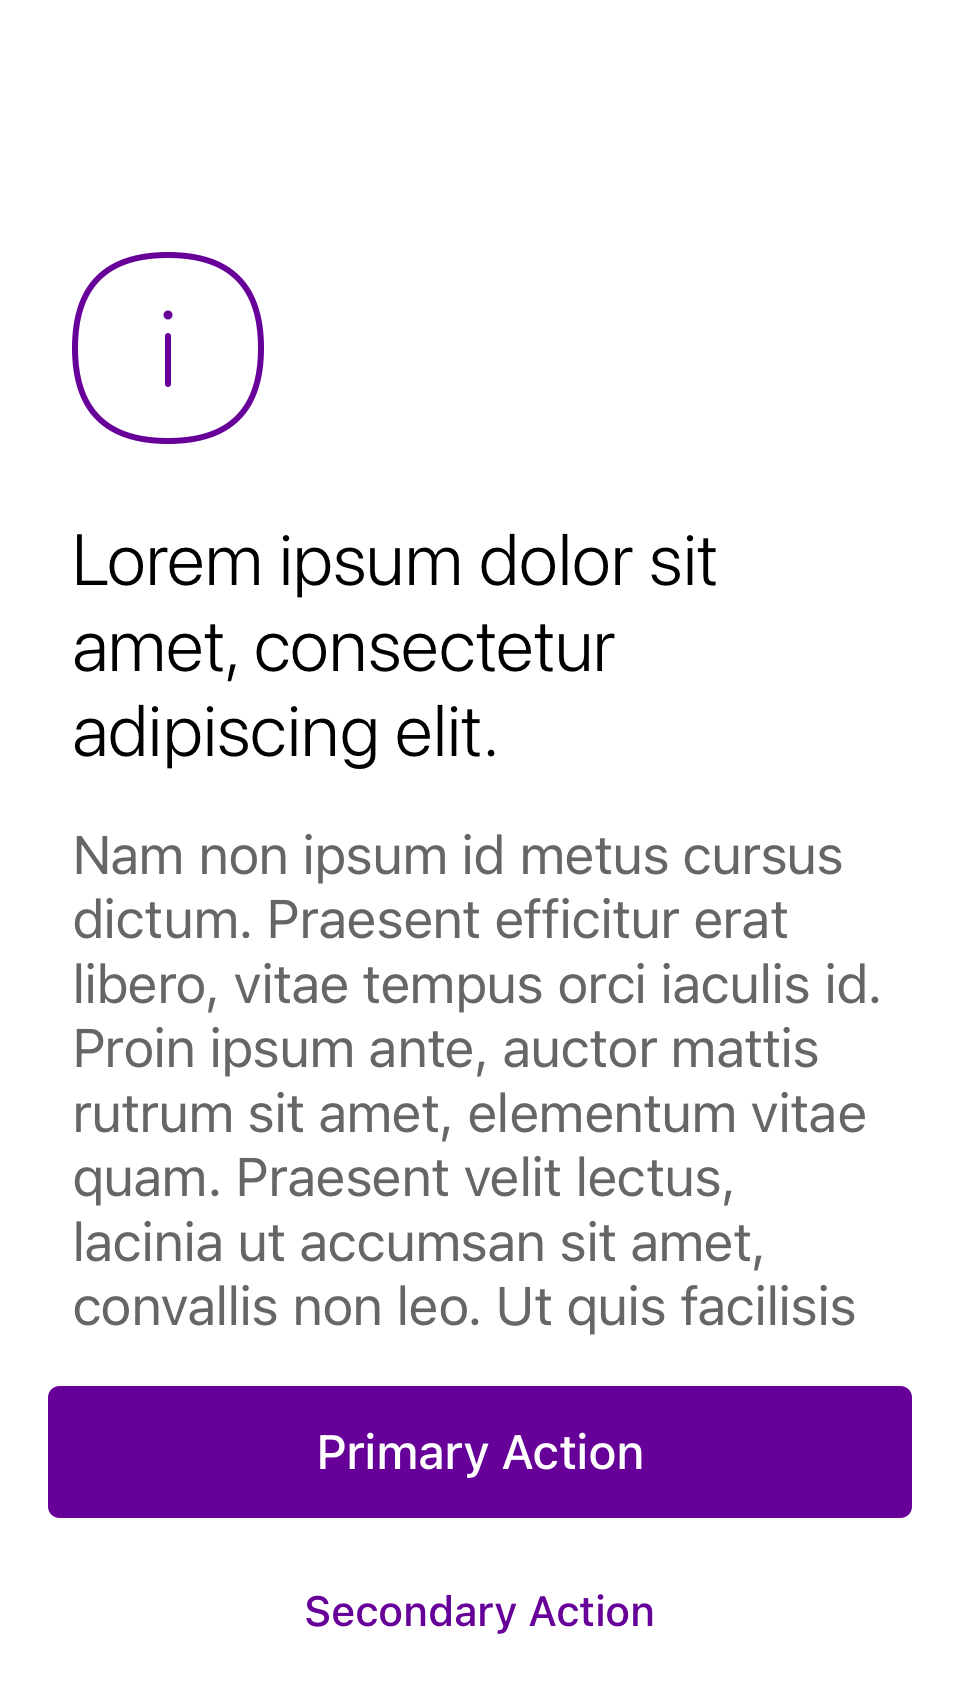 i
Lorem ipsum dolor sit
amet, consectetur
adipiscing elit.
Nam non ipsum id metus cursus
dictum. Praesent efficitur erat
libero, vitae tempus orci iaculis id.
Proin ipsum ante, auctor mattis
rutrum sit amet, elementum vitae
quam. Praesent velit lectus,
lacinia ut accumsan sit amet,
convallis non leo. Ut quis facilisis
Primary Action
Secondary Action